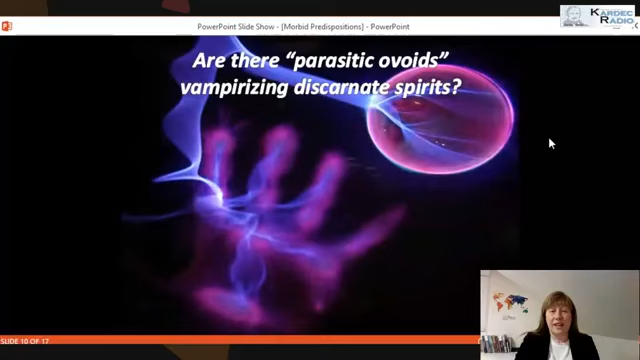 PowerPoint Slide Show - [Morbid Predispositions] - PowerPoint
KARDEC
RADIO
Are there “parasitic ovoids”
vampirizing discarnate spirits?
SLIDE 10 OF 17